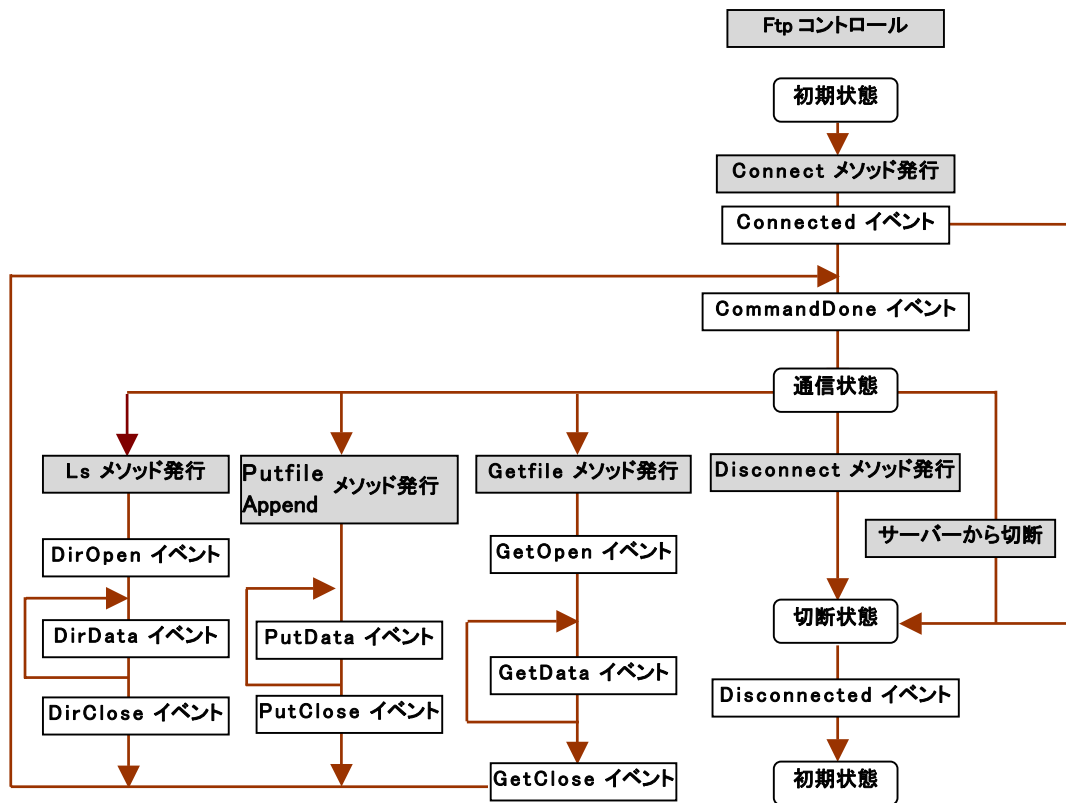 Ftp コントロール
初期状態
Connect メソッド発行
Connected イベント
CommandDone イベント
通信状態
Ls メソッド発行
Putfile
Append
メソッド発行
Getfile メソッド発行
Disconnect メソッド発行
サーバーから切断
DirOpen イベント
GetOpen イベント
切断状態
DirData イベント
PutData イベント
GetData イベント
Disconnected イベント
DirClose イベント
PutClose イベント
GetClose イベント
初期状態